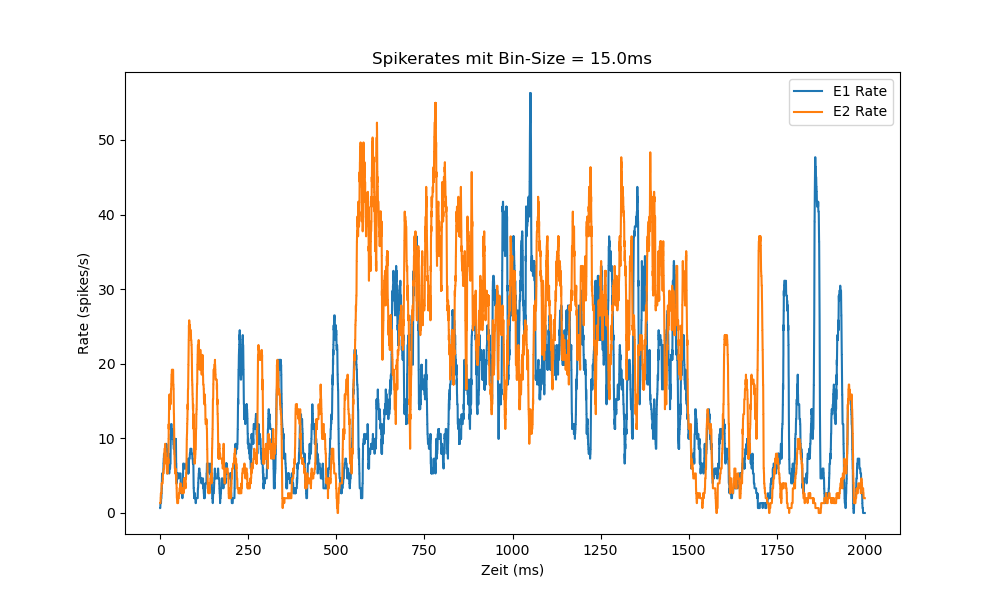 Spikerates mit Bin-Size = 15.0ms
E1 Rate
E2 Rate
Rate (spikes/s)
50
40
30
20
10
0
0 250 500 750 1000 1250 1500 1750 2000
Zeit (ms)